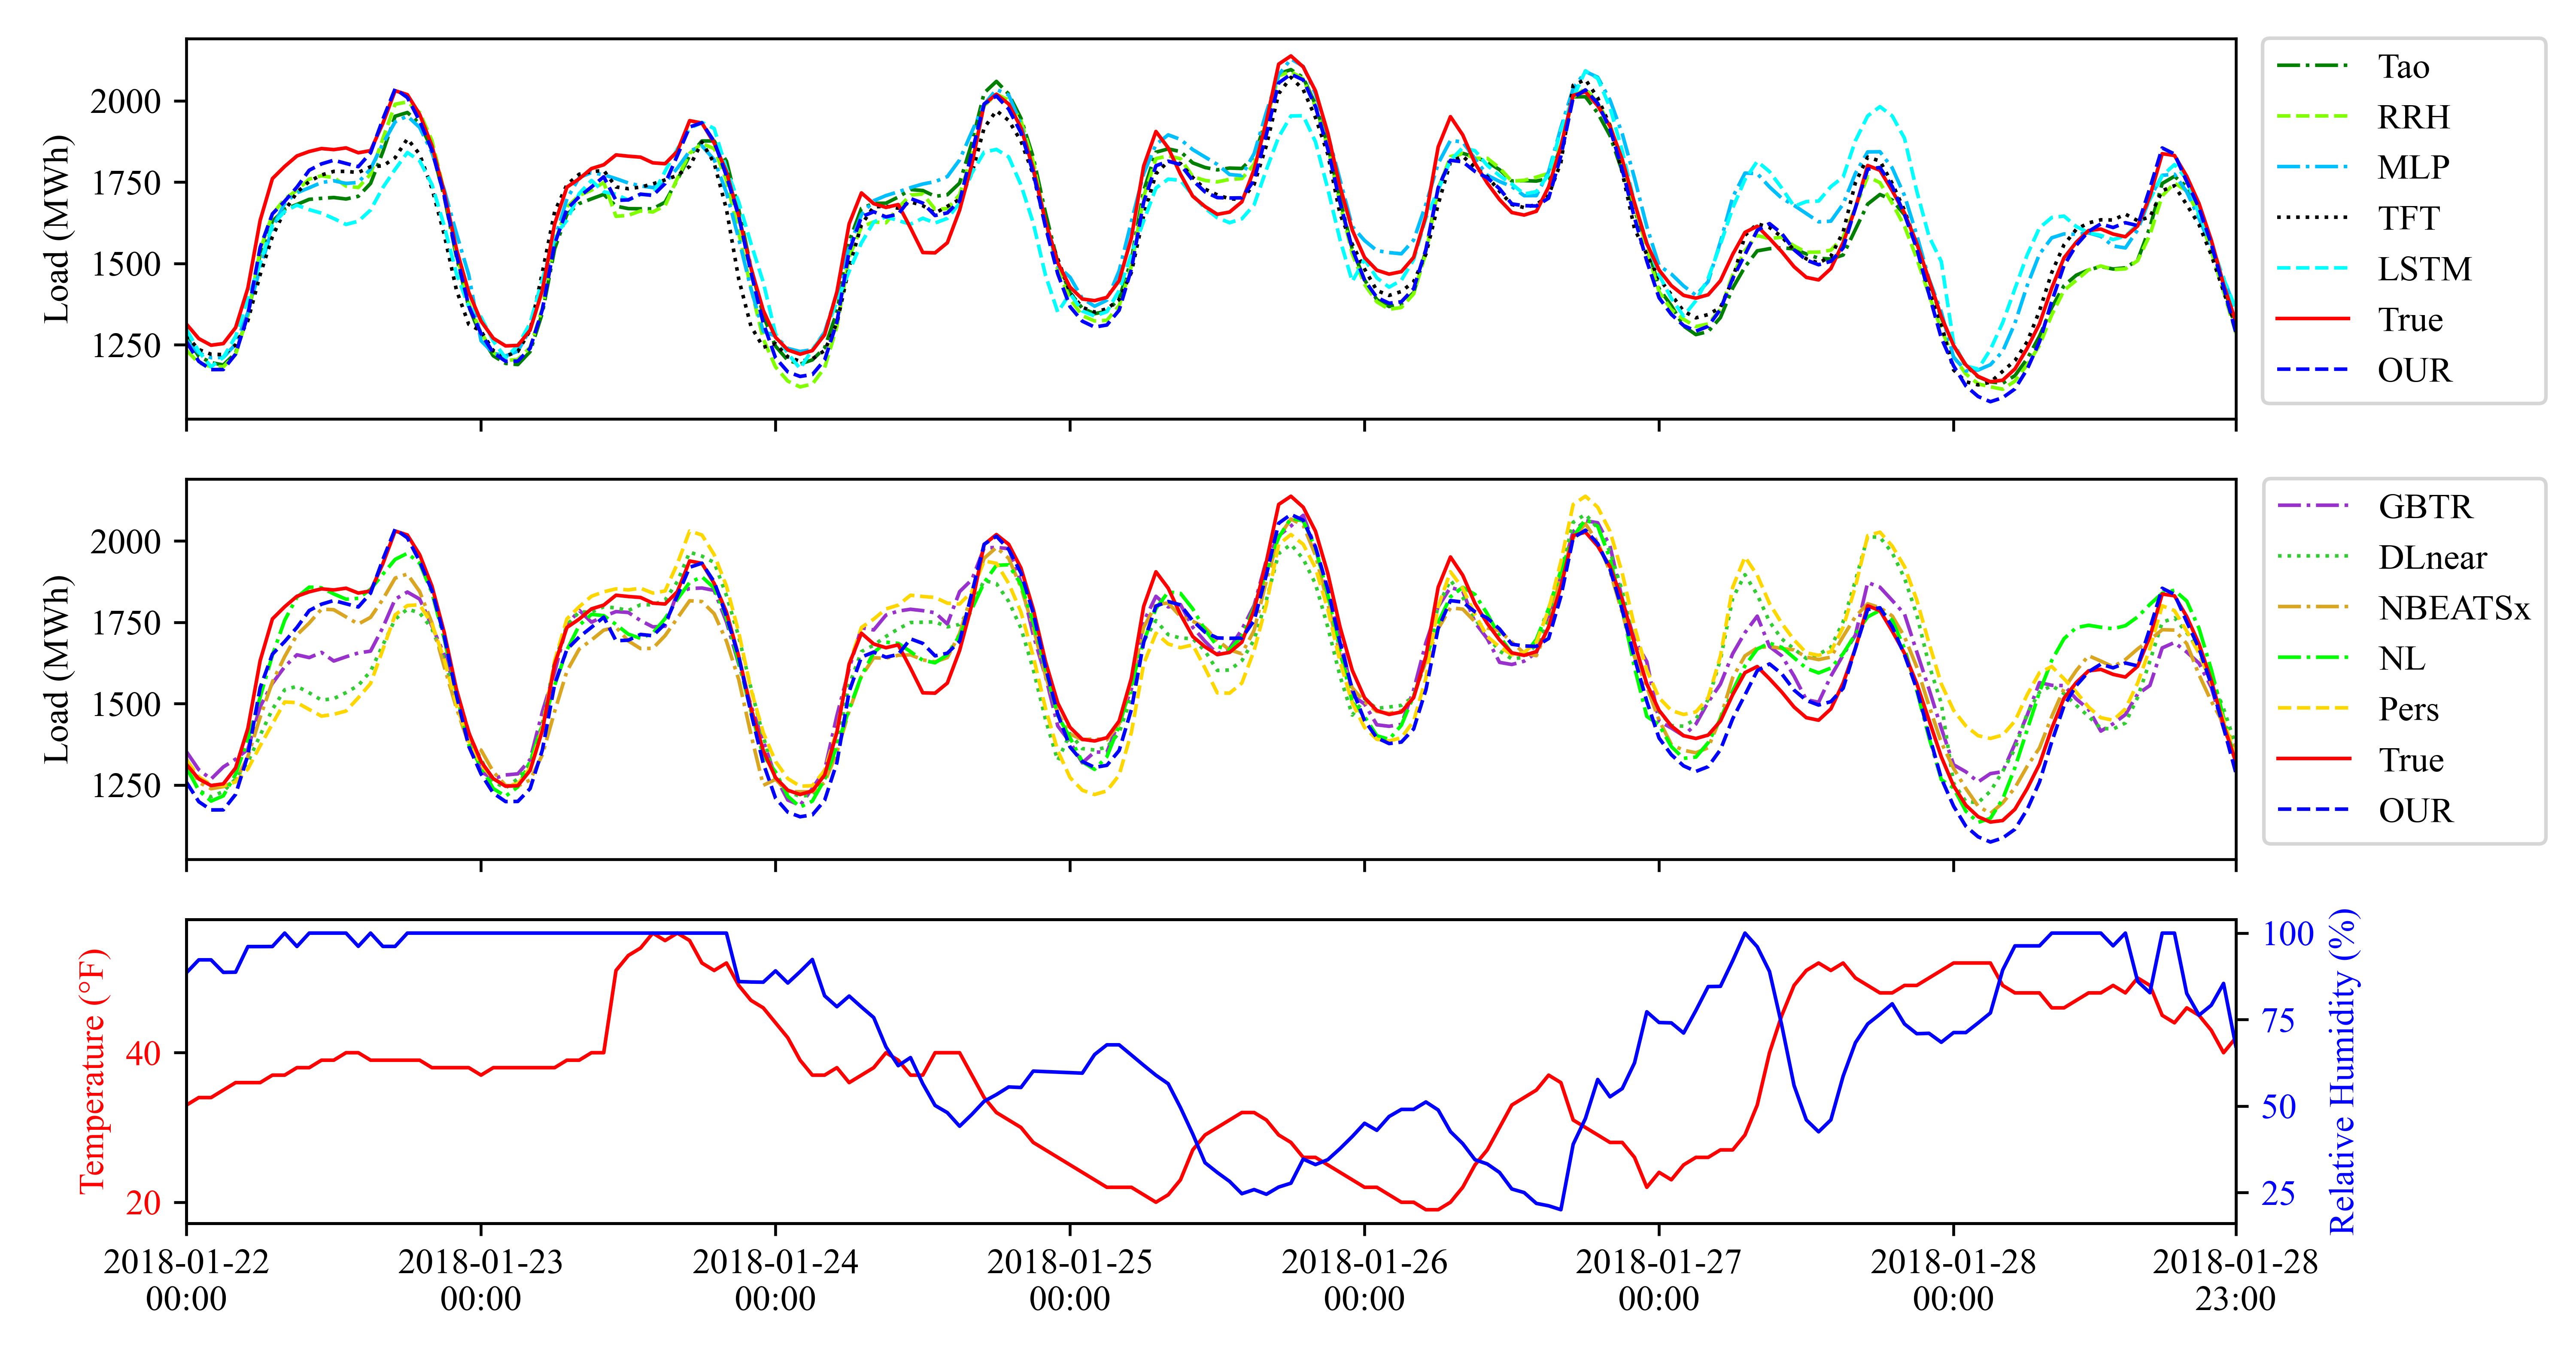 Load (MWh)
2000
1750
1500
1250
Tao
RRH
MLP
TFT
LSTM
True
OUR
Load (MWh)
2000
1750
1500
1250
GBTR
DLnear
NBEATSx
NL
Pers
True
OUR
Temperature (°F)
40
20
100
75
50
25
Relative Humidity (%)
2018-01-22
00:00
2018-01-23
00:00
2018-01-24
00:00
2018-01-25
00:00
2018-01-26
00:00
2018-01-27
00:00
2018-01-28
00:00
2018-01-28
23:00